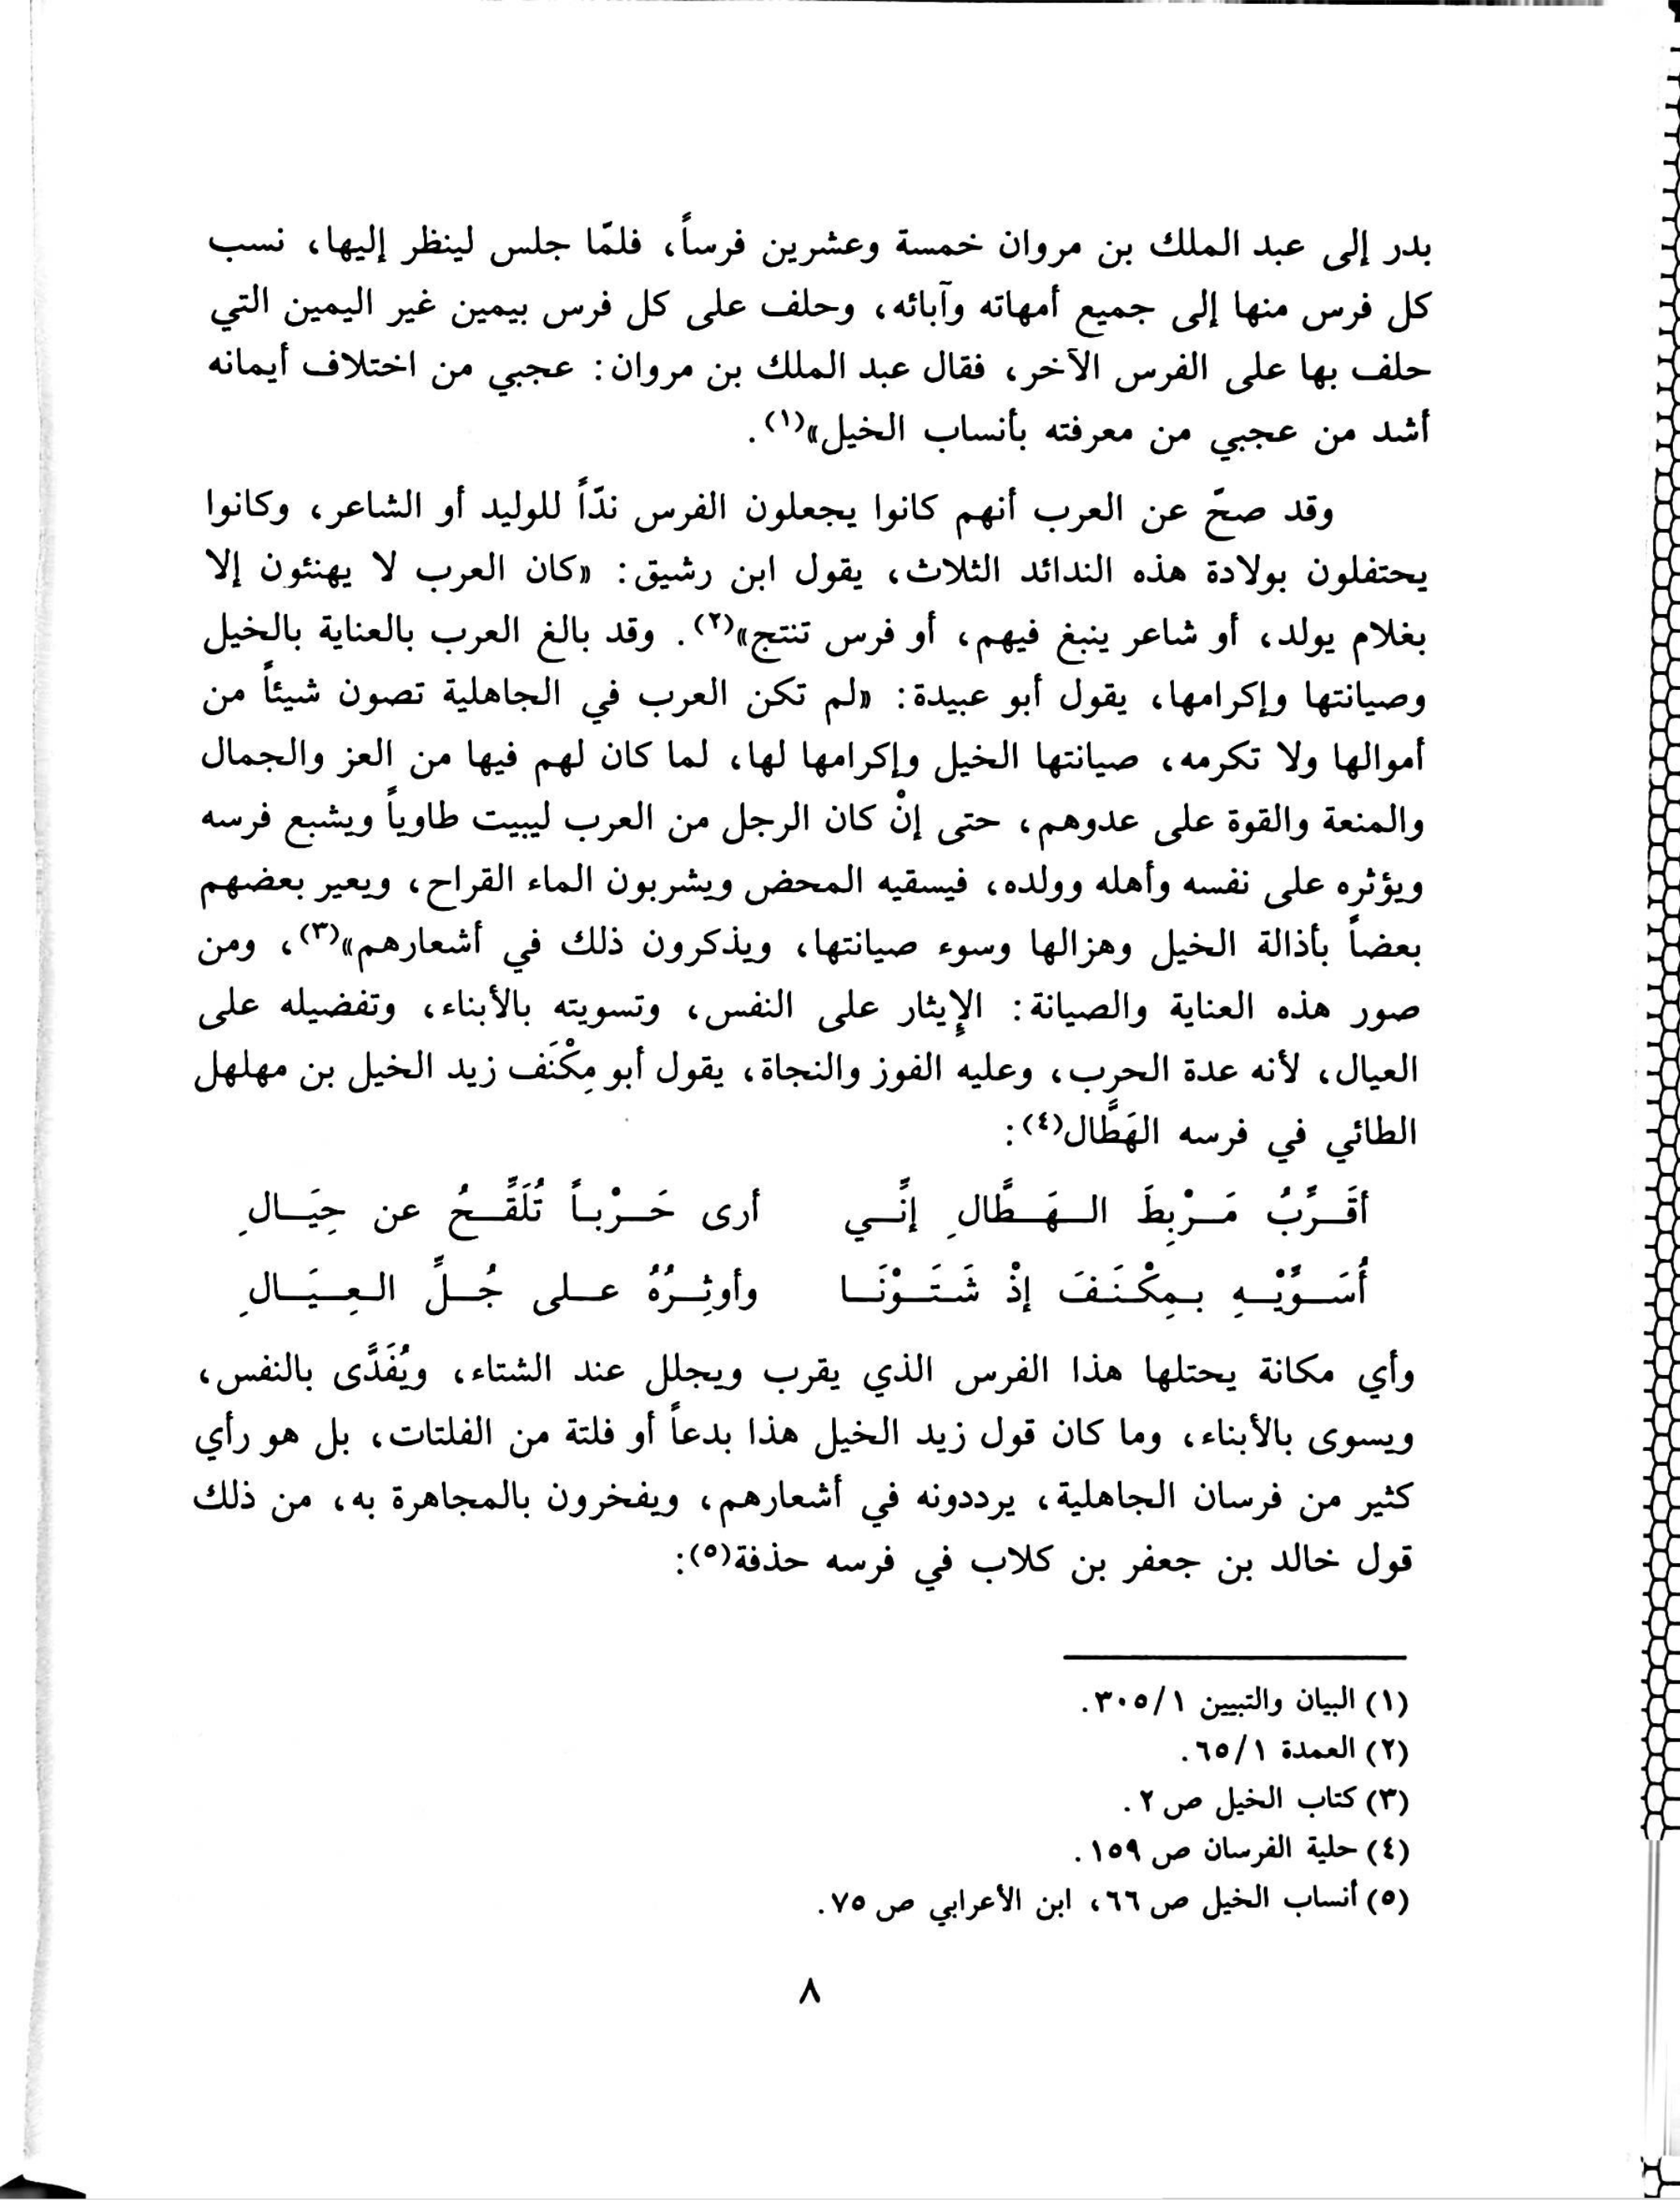 بدر إلى عبد الملك بن مروان خمسة وعشرين فرساً، فلمّا جلس لينظر إليها، نسب
كل فرس منها إلى جميع أمهاته وآبائه، وحلف على كل فرس بيمين غير اليمين التي
حلف بها على الفرس الآخر، فقال عبد الملك بن مروان: عجبي من اختلاف أيمانه
أشد من عجبي من معرفته بأنساب الخيل»(١).
وقد صحّ عن العرب أنهم كانوا يجعلون الفرس ندّاً للوليد أو الشاعر، وكانوا
يحتفلون بولادة هذه الندائد الثلاث، يقول ابن رشيق: «كان العرب لا يهنئون إلا
بغلام يولد، أو شاعر ينبغ فيهم، أو فرس تنتج»(٢). وقد بالغ العرب بالعناية بالخيل
وصيانتها وإكرامها، يقول أبو عبيدة: «لم تكن العرب في الجاهلية تصون شيئاً من
أموالها ولا تكرمه، صيانتها الخيل وإكرامها لها، لما كان لهم فيها من العز والجمال
والمنعة والقوة على عدوهم، حتى إنْ كان الرجل من العرب ليبيت طاوياً ويشبع فرسه
ويؤثره على نفسه وأهله وولده، فيسقيه المحض ويشربون الماء القراح، ويعير بعضهم
بعضاً بأذالة الخيل وهزالها وسوء صيانتها، ويذكرون ذلك في أشعارهم»(٣)، ومن
صور هذه العناية والصيانة: الإيثار على النفس، وتسويته بالأبناء، وتفضيله على
العيال، لأنه عدة الحرب، وعليه الفوز والنجاة، يقول أبو مِكْنَف زيد الخيل بن مهلهل
الطائي في فرسه الهَطَّال(٤):
أقَـرِّبُ مَـرْبِطَ الـهَـطَّال إنِّـي أرى حَـرْبـاً تُلَقَّـحُ عن حِيَـالِ
أُسَـوِّيْـهِ بـمِكْـنَـفَ إذْ شَـتَـوْنَـا وأوثِـرُهُ عـلـى جُـلِّ الـعِـيَـالِ
وأي مكانة يحتلها هذا الفرس الذي يقرب ويجلل عند الشتاء، ويُفَدَّى بالنفس،
ويسوى بالأبناء، وما كان قول زيد الخيل هذا بدعاً أو فلتة من الفلتات، بل هو رأي
كثير من فرسان الجاهلية، يرددونه في أشعارهم، ويفخرون بالمجاهرة به، من ذلك
قول خالد بن جعفر بن كلاب في فرسه حذفة(٥):
(١) البيان والتبيين ٣٠٥/١.
(٢) العمدة ٦٥/١.
(٣) كتاب الخيل ص ٢.
(٤) حلية الفرسان ص ١٥٩.
(٥) أنساب الخيل ص ٦٦، ابن الأعرابي ص ٧٥.
٨